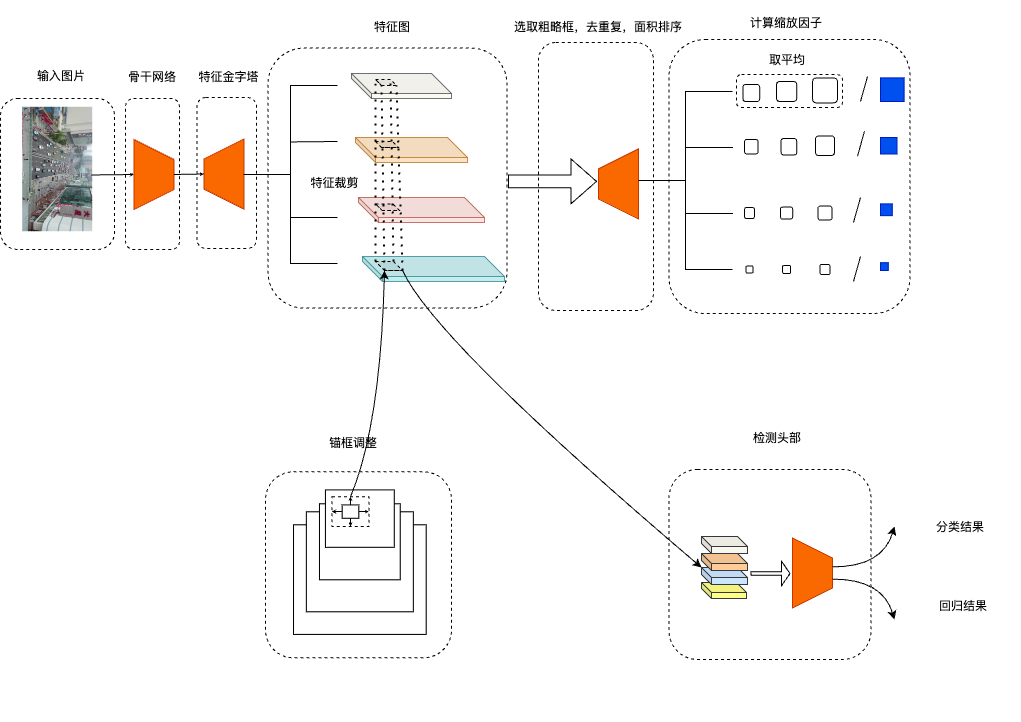 输入图片
骨干网络
特征金字塔
特征图
选取粗略框，去重复，面积排序
计算缩放因子
取平均
特征裁剪
锚框调整
检测头部
分类结果
回归结果